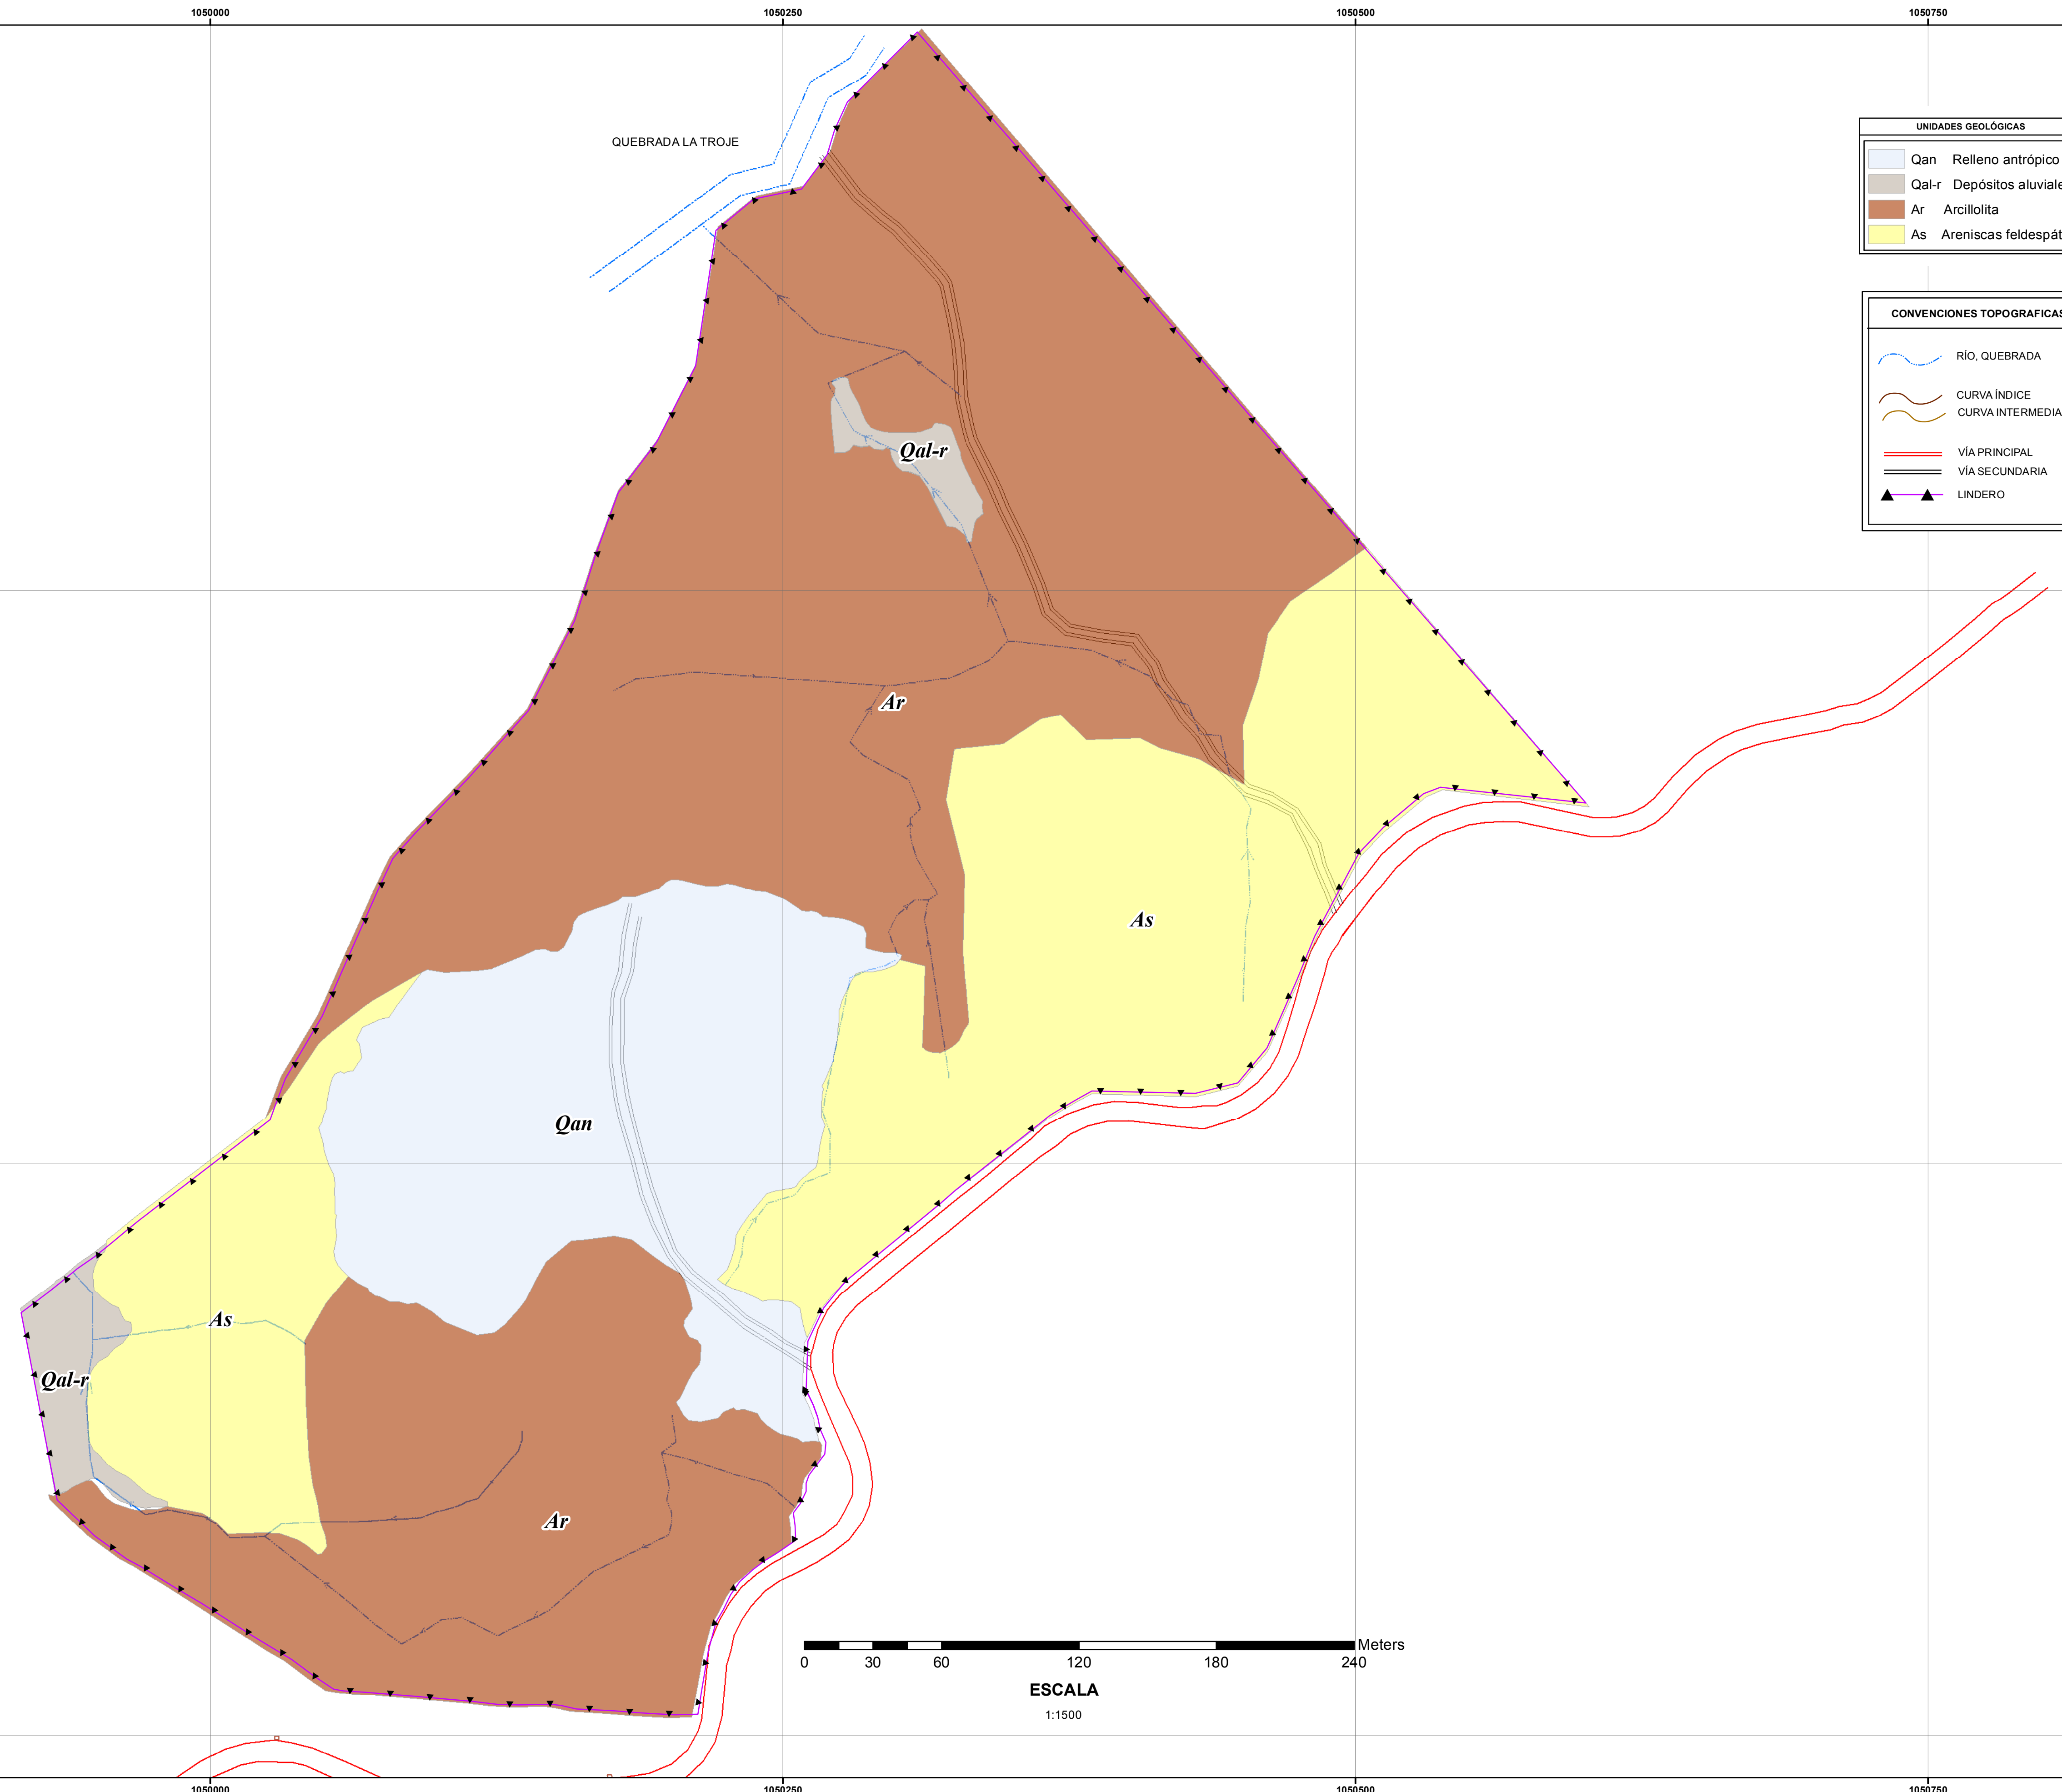 1050000 1050250 1050500 1050750
QUEBRADA LA TROJE
UNIDADES GEOLÓGICAS
Qan Relleno antrópico
Qal-r Depósitos aluviale
Ar Arcillolita
As Areniscas feldespát
CONVENCIONES TOPOGRAFICAS
RÍO, QUEBRADA
CURVA ÍNDICE
CURVA INTERMEDIA
VÍA PRINCIPAL
VÍA SECUNDARIA
LINDERO
Qal-r
Ar
As
Qan
As
Qal-r
Ar
Meters
0 30 60 120 180 240
ESCALA
1:1500
1050000 1050250 1050500 1050750